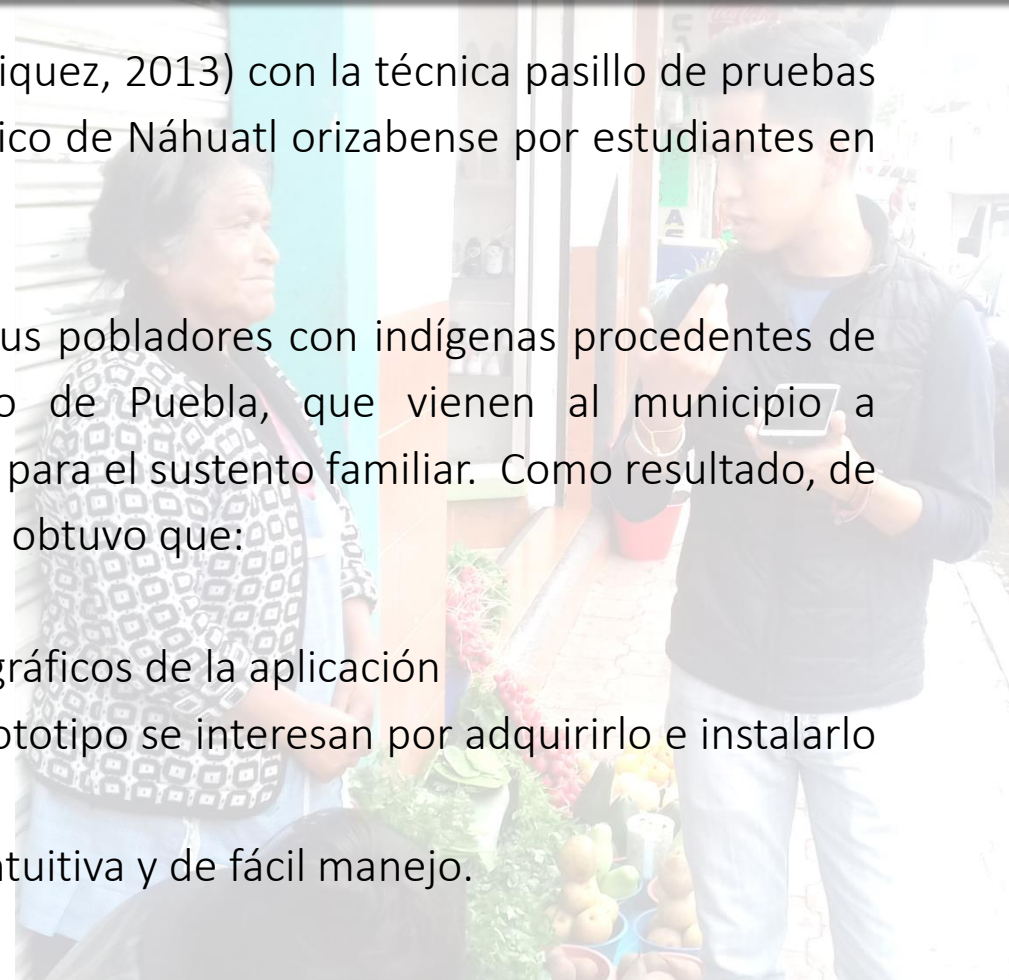 iquez, 2013) con la técnica pasillo de pruebas
ico de Náhuatl orizabense por estudiantes en
us pobladores con indígenas procedentes de
o de Puebla, que vienen al municipio a
para el sustento familiar. Como resultado, de
obtuvo que:
gráficos de la aplicación
ototipo se interesan por adquirirlo e instalarlo
ntuitiva y de fácil manejo.